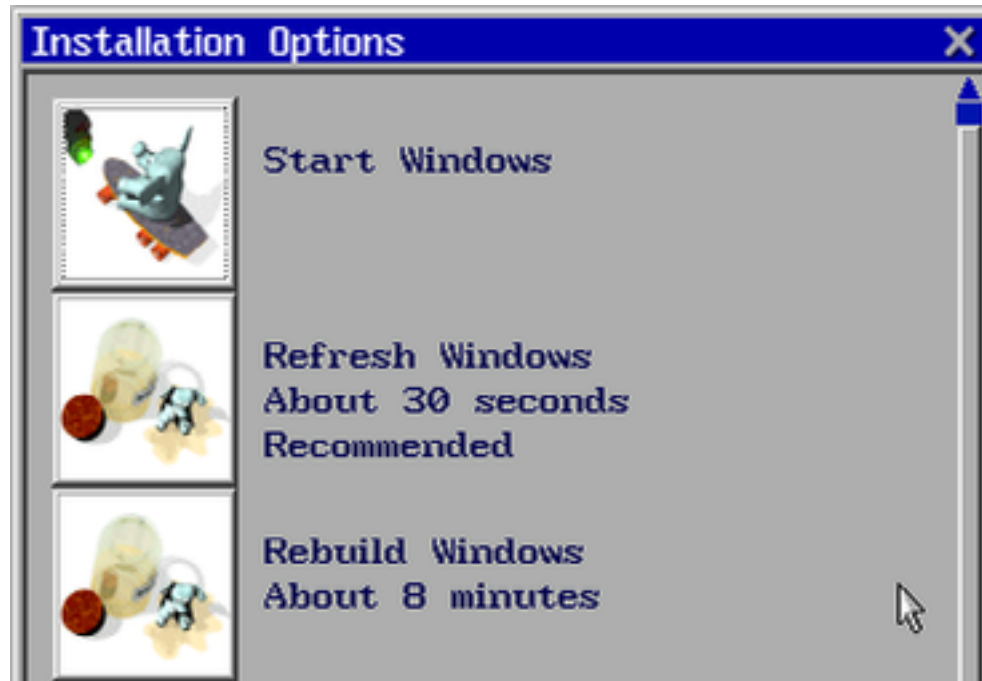 Installation Options
Start Windows
Refresh Windows
About 30 seconds
Recommended
Rebuild Windows
About 8 minutes